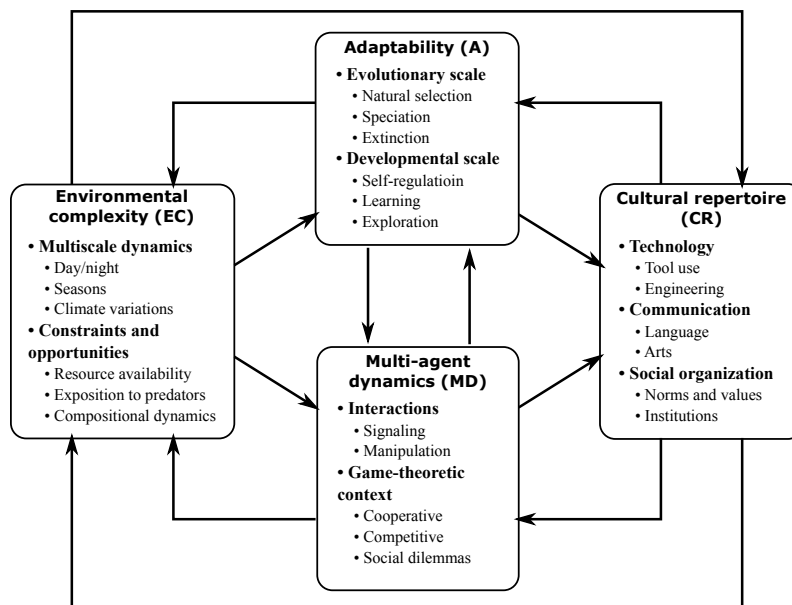 Adaptability (A)
• Evolutionary scale
• Natural selection
• Speciation
• Extinction
• Developmental scale
• Self-regulatioin
• Learning
• Exploration
Environmental
complexity (EC)
• Multiscale dynamics
• Day/night
• Seasons
• Climate variations
• Constraints and
opportunities
• Resource availability
• Exposition to predators
• Compositional dynamics
Multi-agent
dynamics (MD)
• Interactions
• Signaling
• Manipulation
• Game-theoretic
context
• Cooperative
• Competitive
• Social dilemmas
Cultural repertoire
(CR)
• Technology
• Tool use
• Engineering
• Communication
• Language
• Arts
• Social organization
• Norms and values
• Institutions